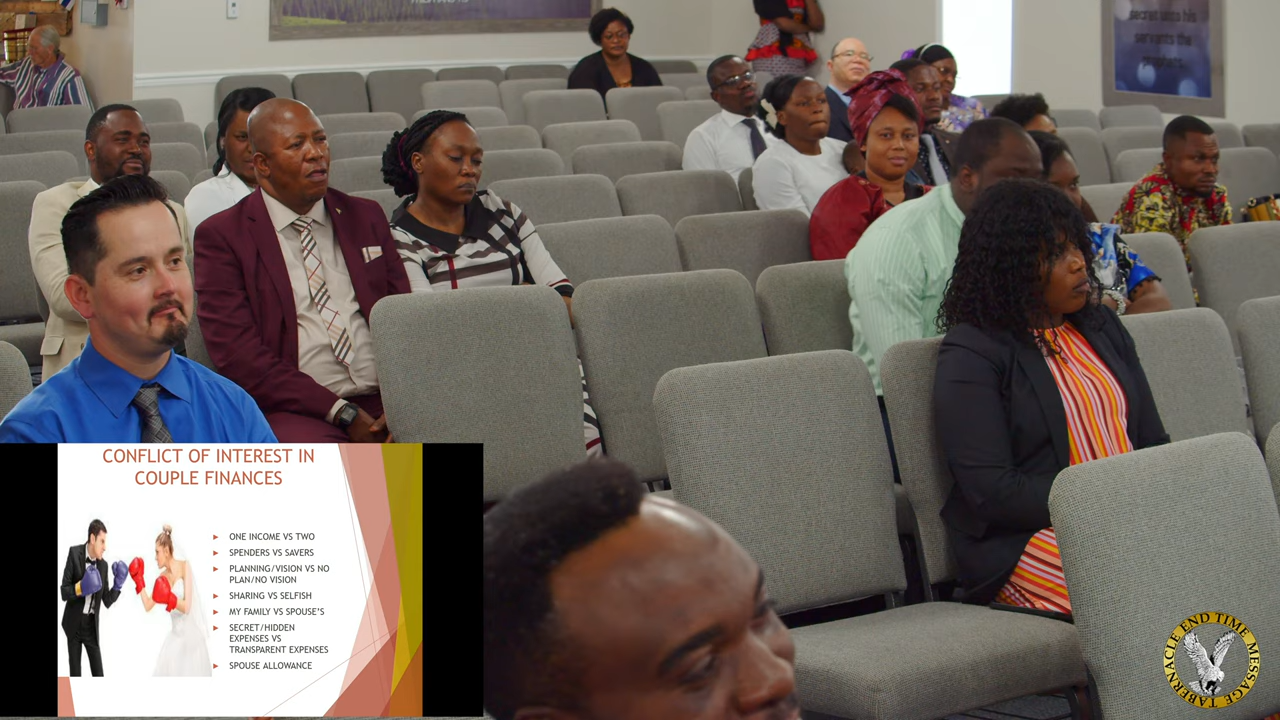 secret unto his
servants the
prophets.
CONFLICT OF INTEREST IN
COUPLE FINANCES
► ONE INCOME VS TWO
► SPENDERS VS SAVERS
► PLANNING/VISION VS NO
PLAN/NO VISION
► SHARING VS SELFISH
► MY FAMILY VS SPOUSE'S
► SECRET/HIDDEN
EXPENSES VS
TRANSPARENT EXPENSES
► SPOUSE ALLOWANCE
END TIME MESSAGE
TABERNACLE